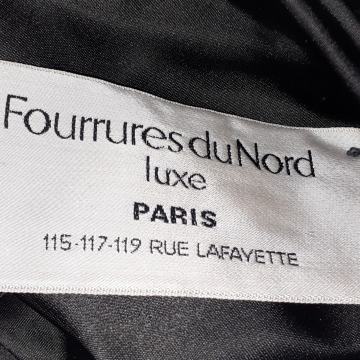 Fourrures du Nord
luxe
PARIS
115-117-119 RUE LAFAYETTE